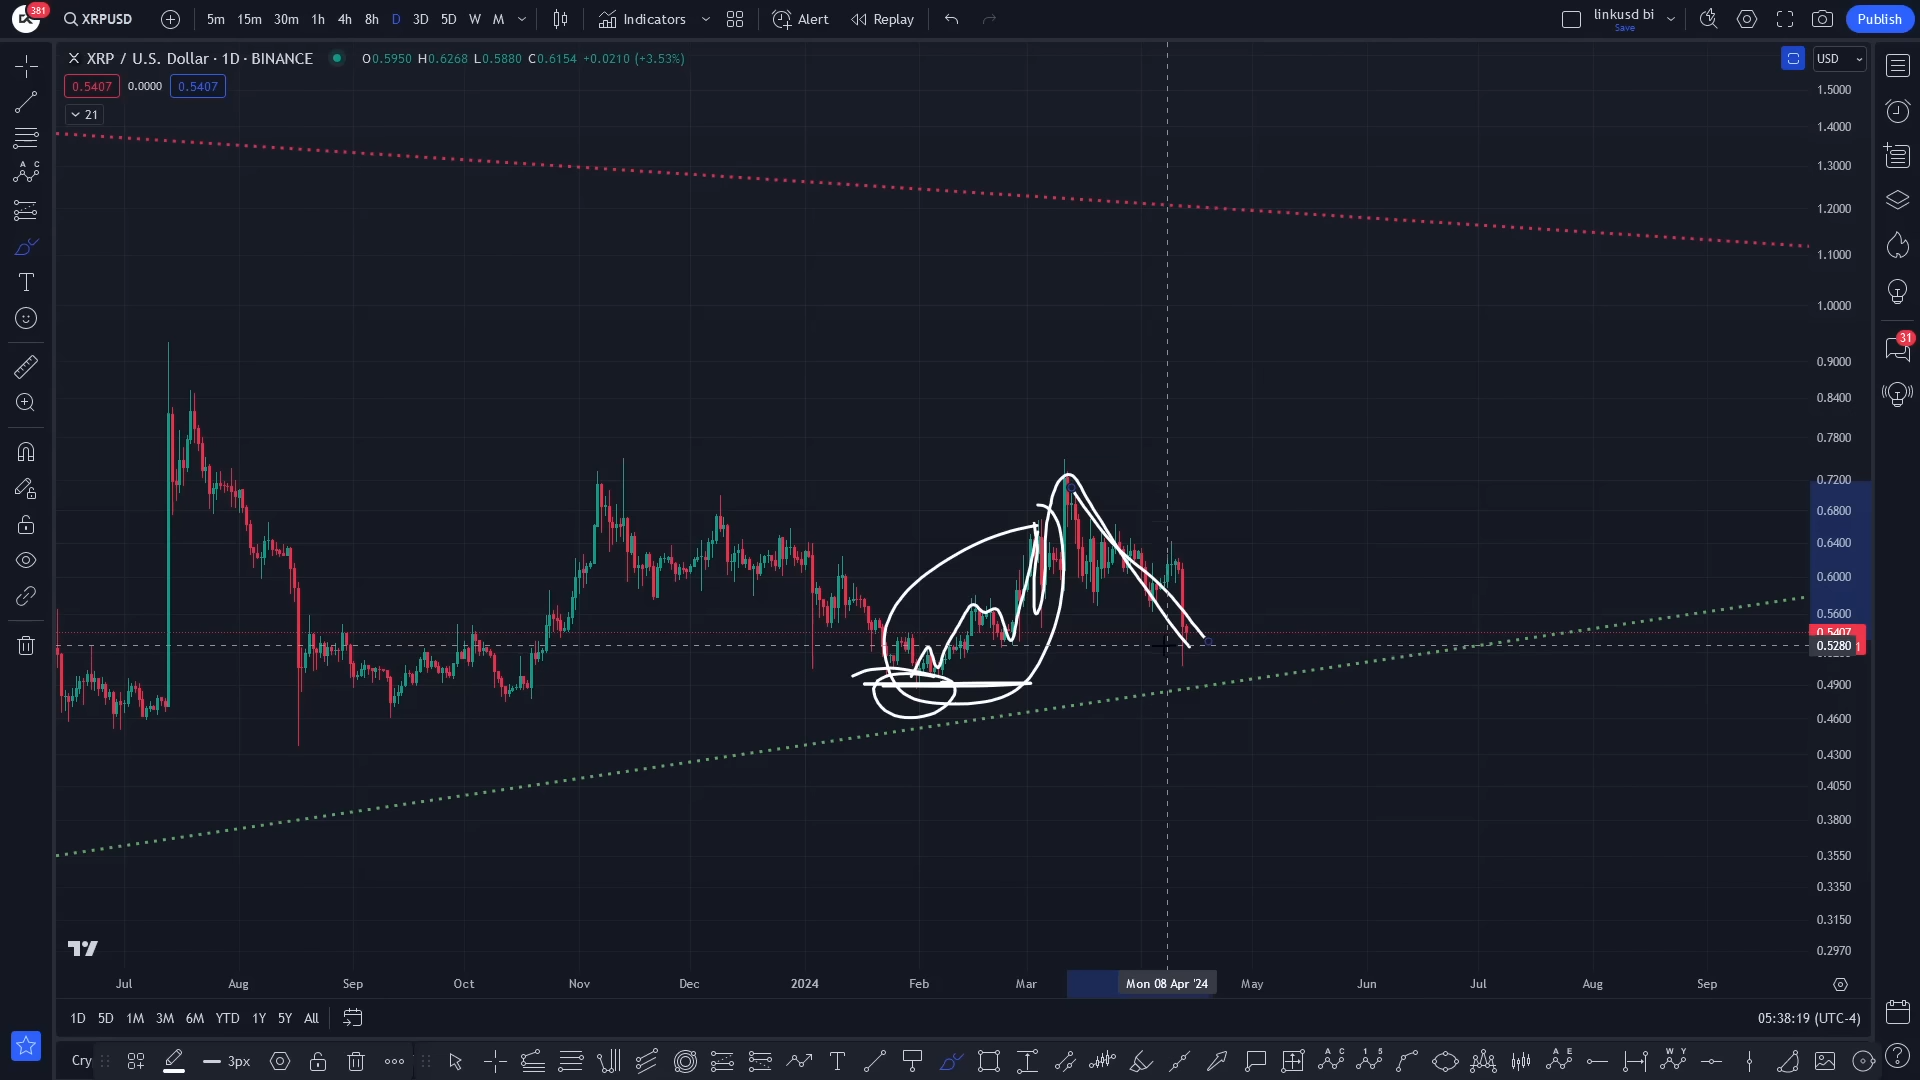 381
XRPUSD
5m 15m 30m 1h 4h 8h D 3D 5D W M
Indicators
Alert
Replay
linkusd bi
Save
Publish
XRP / U.S. Dollar · 1D · BINANCE
O0.5950 H0.6268 L0.5880 C0.6154 +0.0210 (+3.53%)
0.5407 0.0000 0.5407
21
USD
1.5000
1.4000
1.3000
1.2000
1.1000
1.0000
0.9000
0.8400
0.7800
0.7200
0.6800
0.6400
0.6000
0.5600
0.5407
0.5280
0.4900
0.4600
0.4300
0.4050
0.3800
0.3550
0.3350
0.3150
0.2970
31
Jul Aug Sep Oct Nov Dec 2024 Feb Mar Mon 08 Apr '24 May Jun Jul Aug Sep
1D 5D 1M 3M 6M YTD 1Y 5Y All
05:38:19 (UTC-4)
Cry
3px